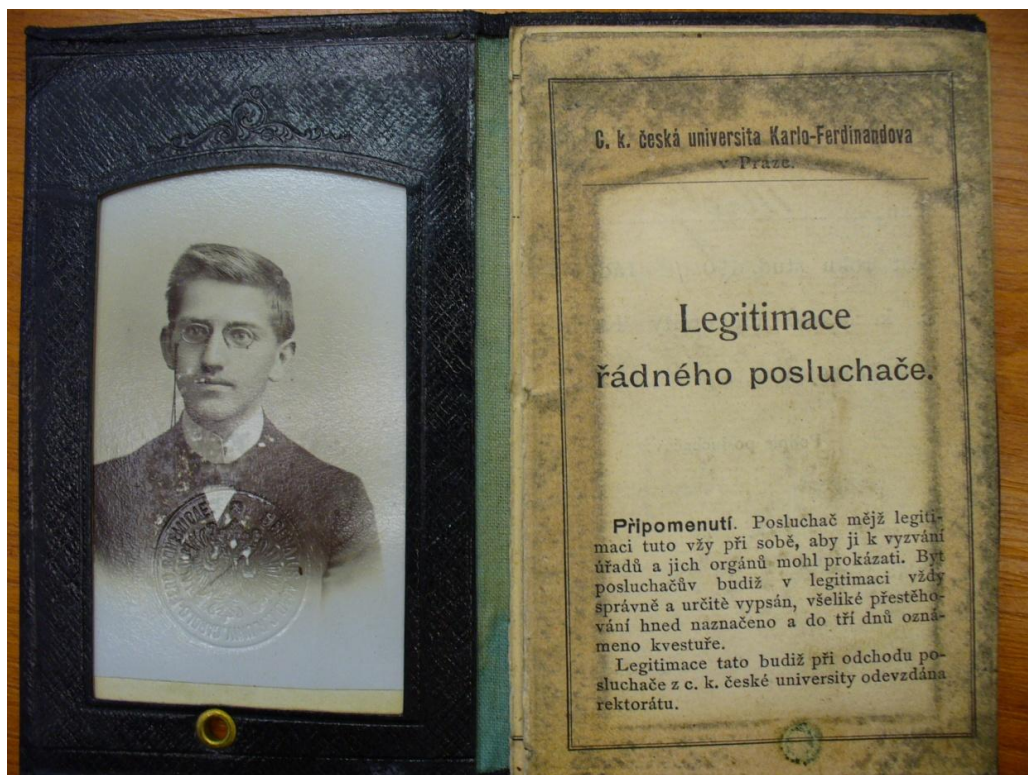 C. k. česká universita Karlo-Ferdinandova
v Praze.
Legitimace
řádného posluchače.
Připomenutí. Posluchač mějž legiti-
maci tuto vžy při sobě, aby ji k vyzvání
úřadů a jich orgánů mohl prokázati. Byt
posluchačův budiž v legitimaci vždy
správně a určitě vypsán, všeliké přestěho-
vání hned naznačeno a do tří dnů ozná-
meno kvestuře.
Legitimace tato budiž při odchodu po-
sluchače z c. k. české university odevzdána
rektorátu.